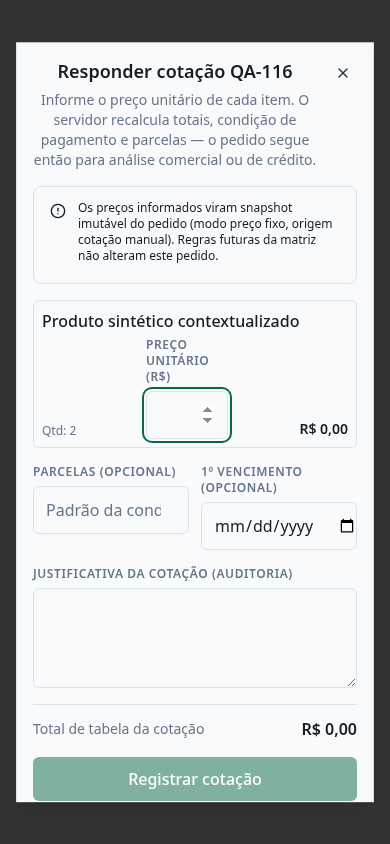 Responder cotação QA-116
Informe o preço unitário de cada item. O
servidor recalcula totais, condição de
pagamento e parcelas — o pedido segue
então para análise comercial ou de crédito.
Os preços informados viram snapshot
imutável do pedido (modo preço fixo, origem
cotação manual). Regras futuras da matriz
não alteram este pedido.
Produto sintético contextualizado
PREÇO
UNITÁRIO
(R$)
Qtd: 2
R$ 0,00
PARCELAS (OPCIONAL)
Padrão da cond
1º VENCIMENTO
(OPCIONAL)
mm/dd/yyyy
JUSTIFICATIVA DA COTAÇÃO (AUDITORIA)
Total de tabela da cotação
R$ 0,00
Registrar cotação